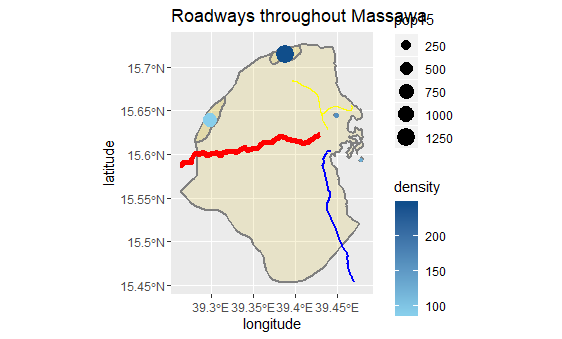 Roadways throughout Massawa
pop15
250
500
750
1000
1250
density
200
150
100
15.7°N
15.65°N
15.6°N
15.55°N
15.5°N
15.45°N
latitude
39.3°E
39.35°E
39.4°E
39.45°E
longitude